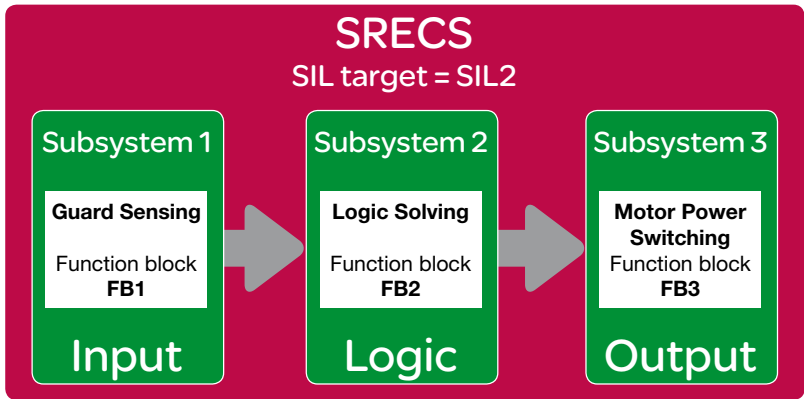 SRECS
SIL target = SIL2
Subsystem 1
Guard Sensing
Function block
FB1
Input
Subsystem 2
Logic Solving
Function block
FB2
Logic
Subsystem 3
Motor Power
Switching
Function block
FB3
Output